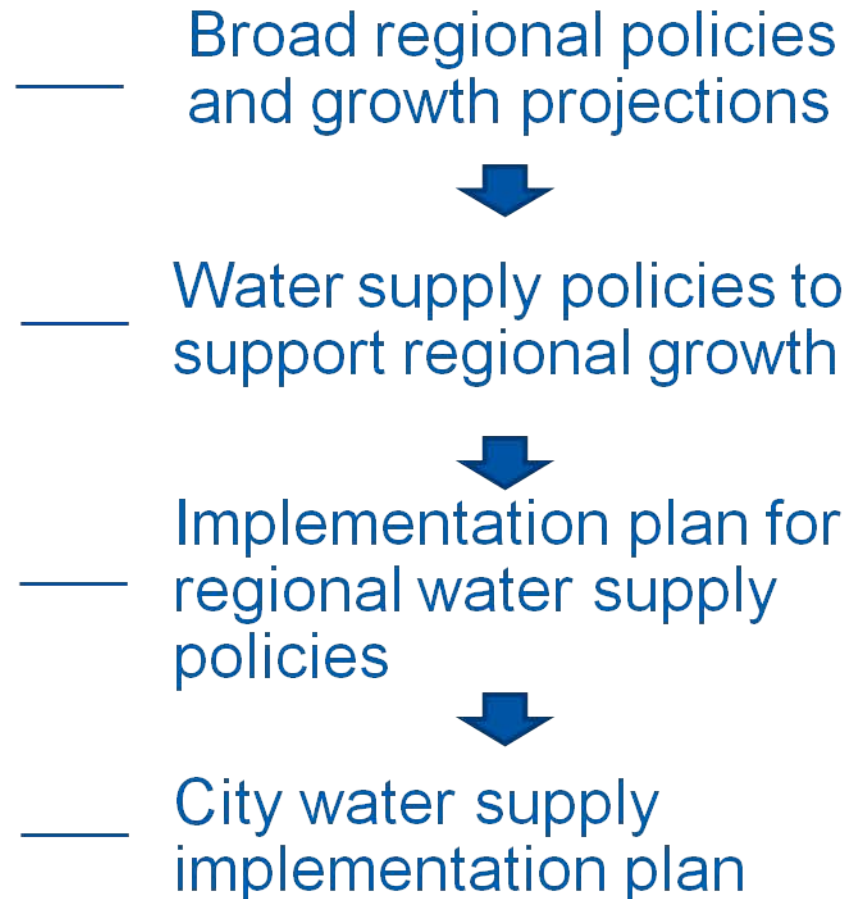 Broad regional policies
and growth projections
Water supply policies to
support regional growth
Implementation plan for
regional water supply
policies
City water supply
implementation plan